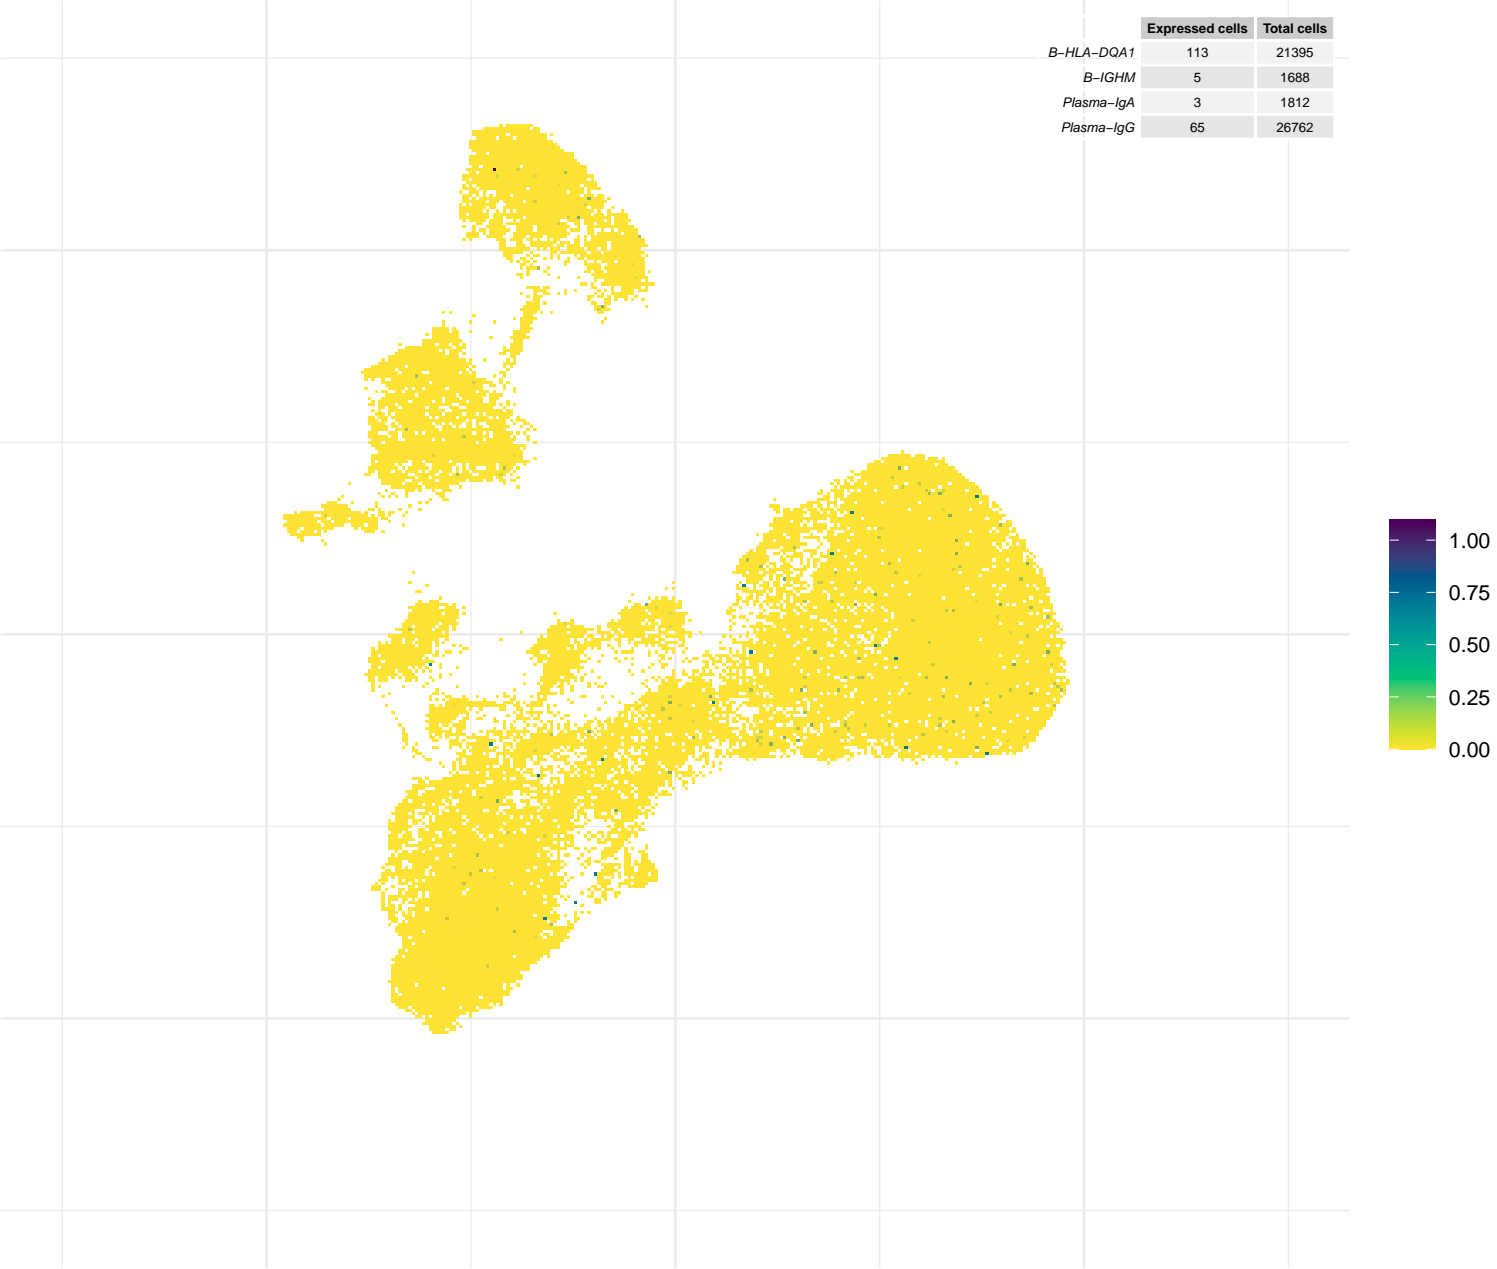 Expressed cells Total cells
B−HLA−DQA1 113 21395
B−IGHM 5 1688
Plasma−IgA 3 1812
Plasma−IgG 65 26762
1.00
0.75
0.50
0.25
0.00